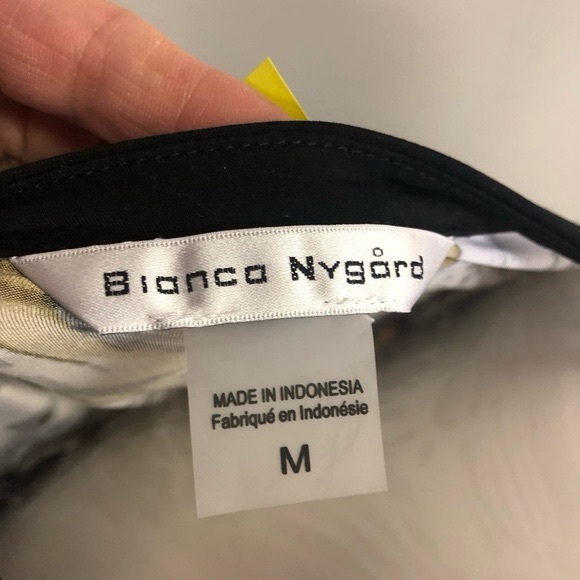 Bianca Nygård
MADE IN INDONESIA
Fabriqué en Indonésie
M